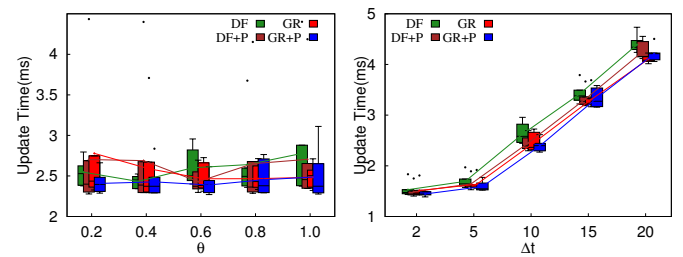 Update Time(ms)
4.5
4
3.5
3
2.5
2
DF
GR
DF+P
GR+P
0.2 0.4 0.6 0.8 1.0
θ
Update Time(ms)
5
4
3
2
1
DF
GR
DF+P
GR+P
2 5 10 15 20
Δt